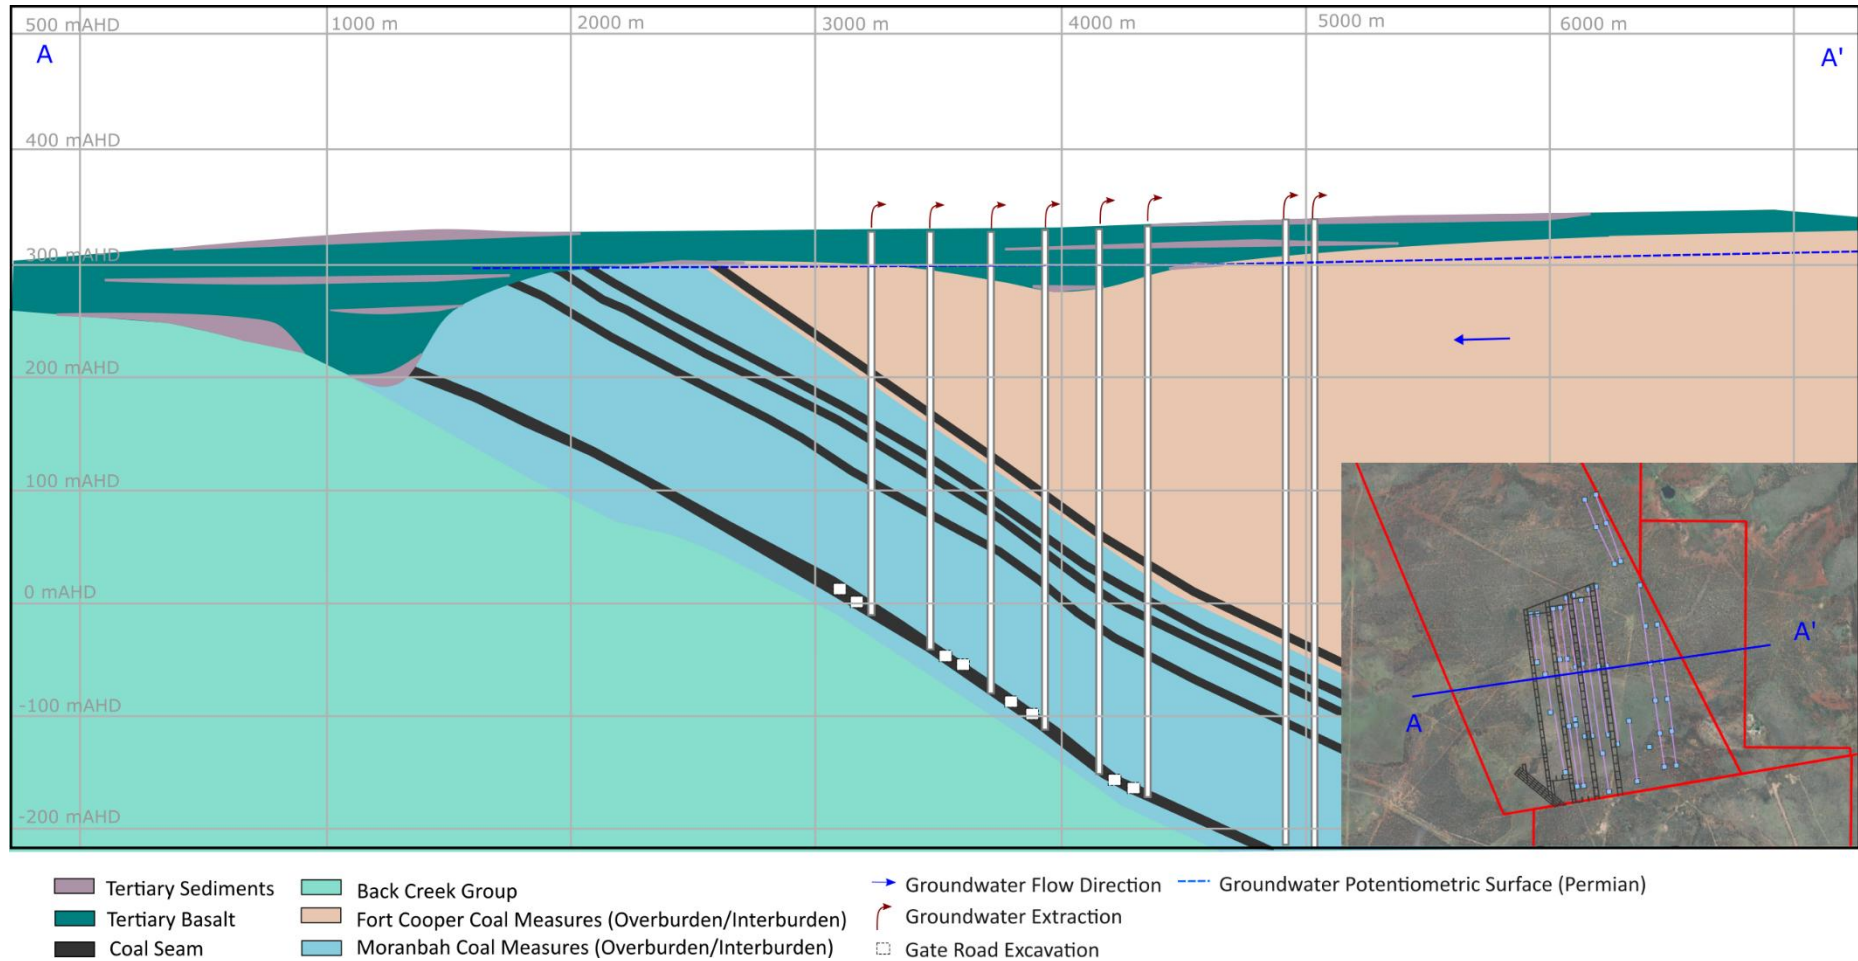 500 mAHD
1000 m
2000 m
3000 m
4000 m
5000 m
6000 m
A
A'
400 mAHD
300 mAHD
200 mAHD
100 mAHD
0 mAHD
-100 mAHD
-200 mAHD
A'
A
Tertiary Sediments
Tertiary Basalt
Coal Seam
Back Creek Group
Fort Cooper Coal Measures (Overburden/Interburden)
Moranbah Coal Measures (Overburden/Interburden)
Groundwater Flow Direction
Groundwater Extraction
Gate Road Excavation
Groundwater Potentiometric Surface (Permian)